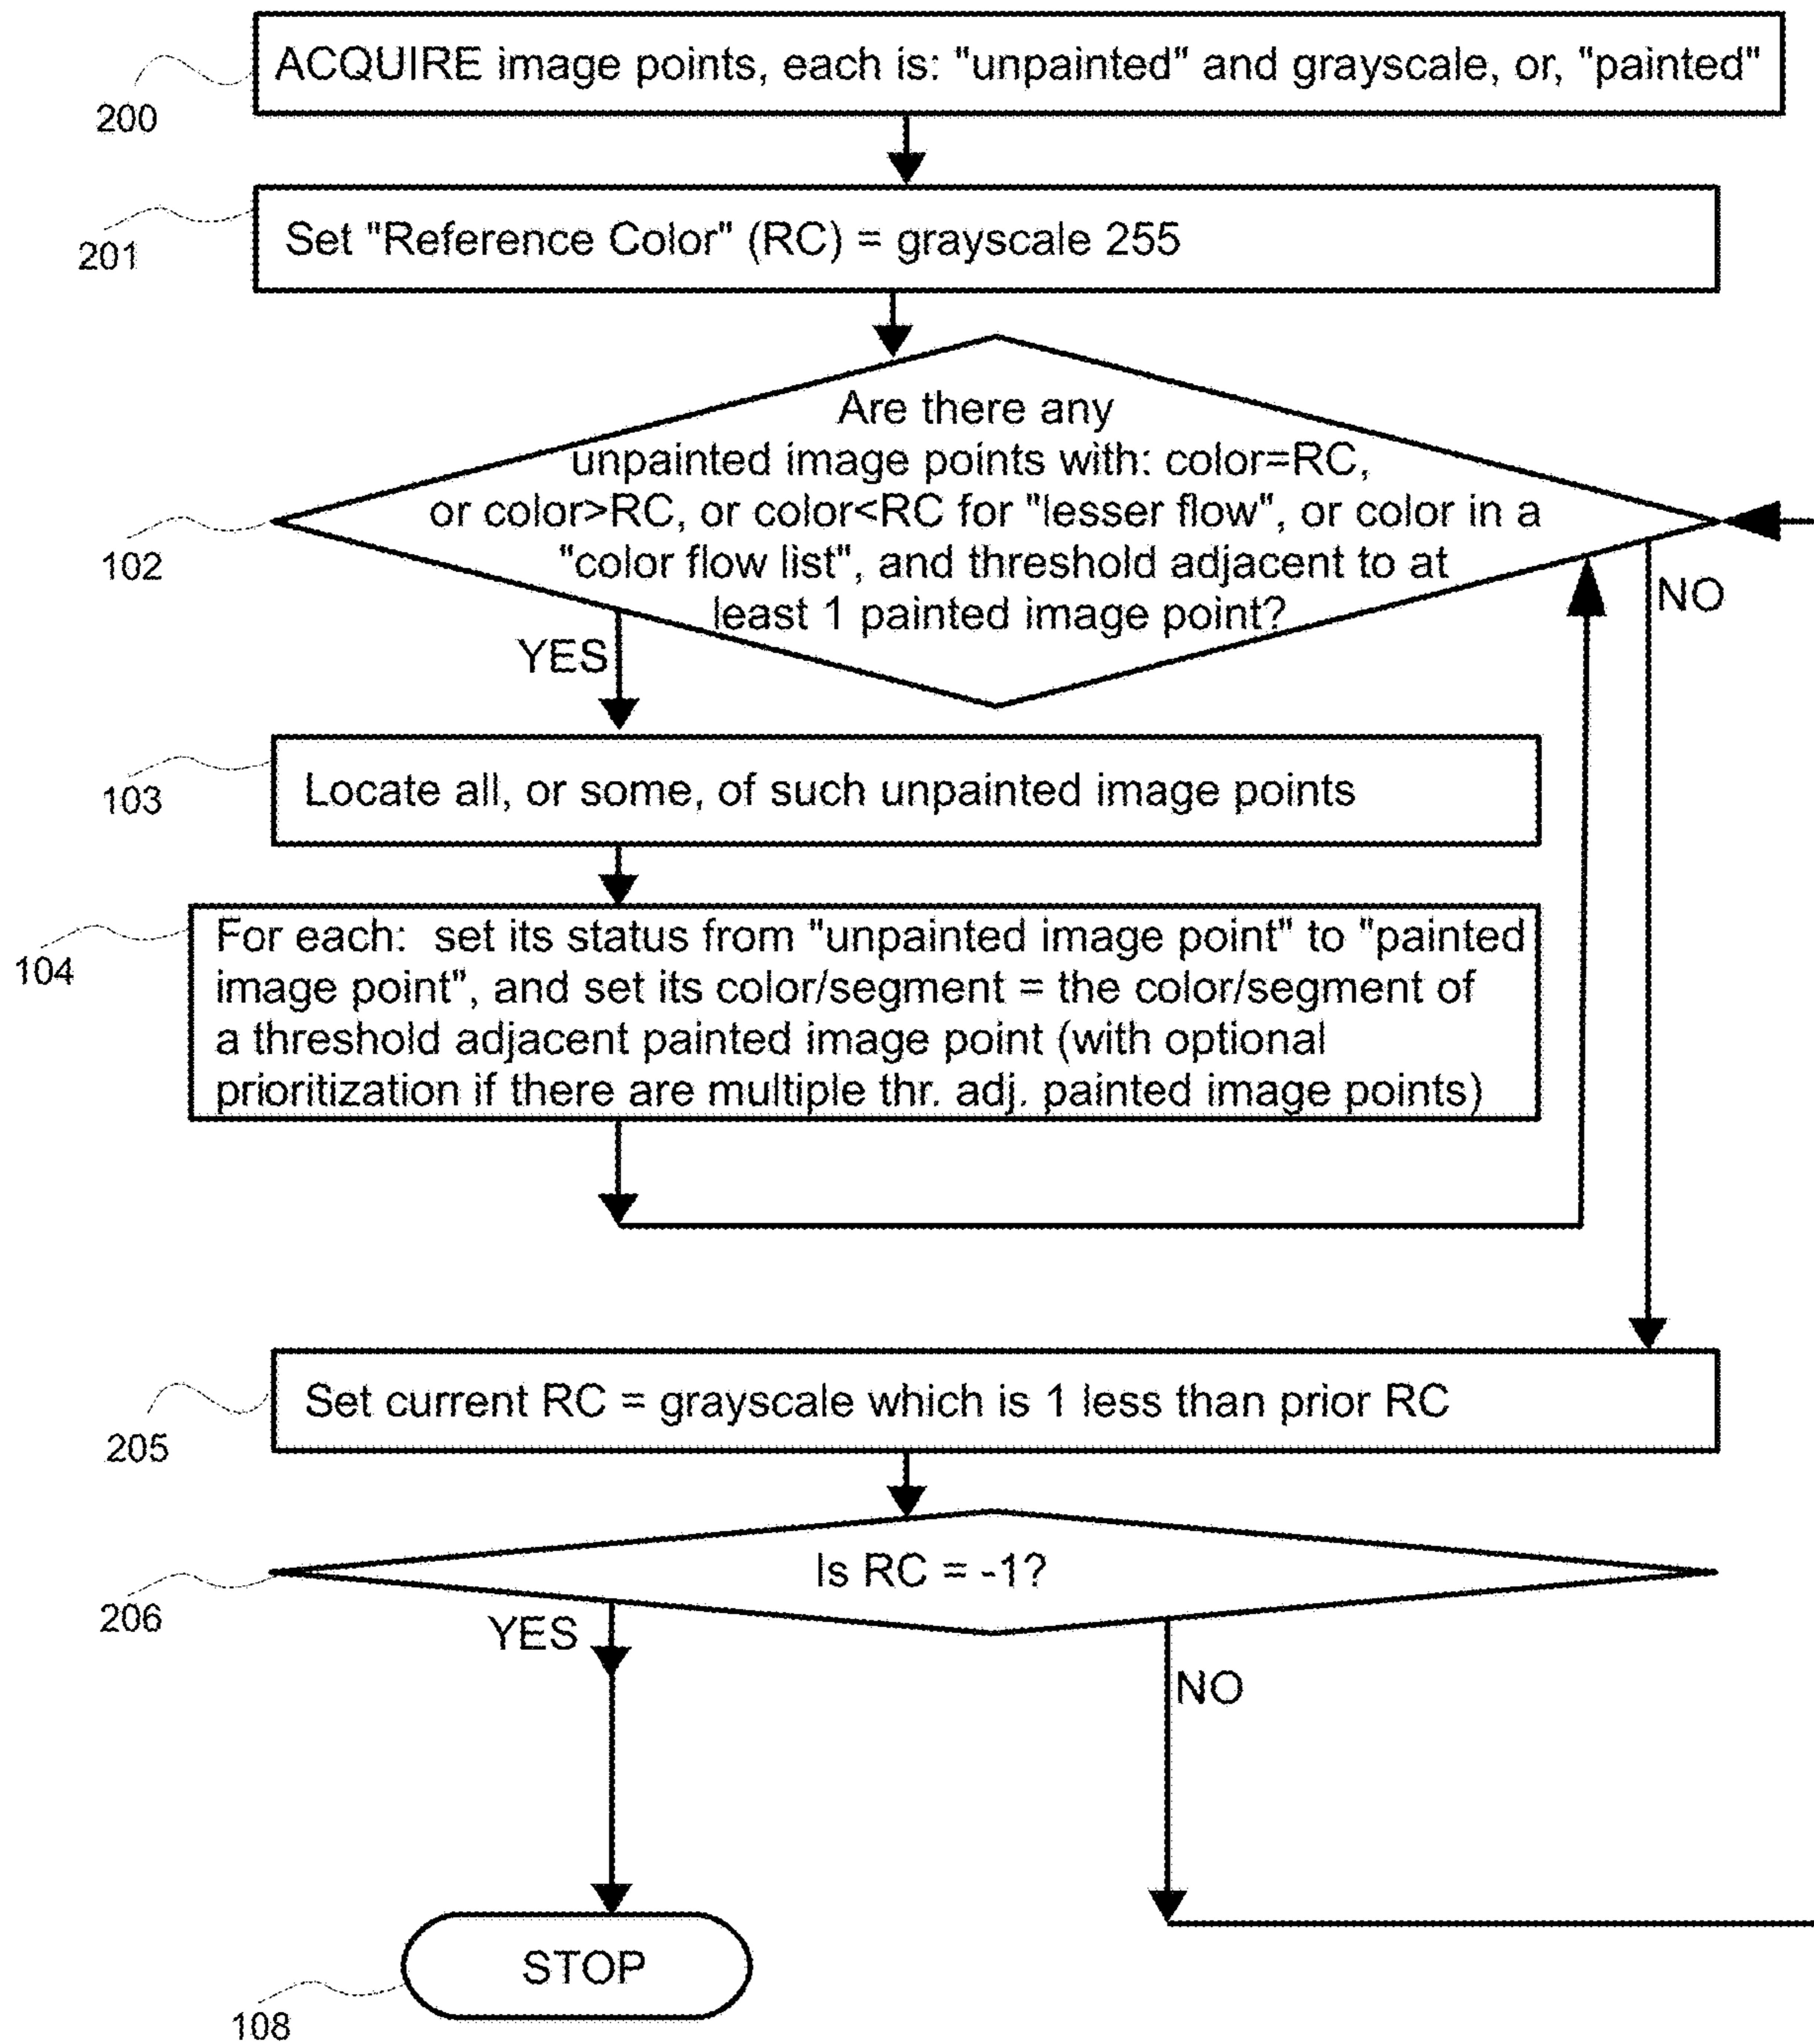 ACQUIRE image points, each is: "unpainted" and grayscale, or, "painted"
200
Set "Reference Color" (RC) = grayscale 255
201
Are there any
unpainted image points with: color=RC,
or color>RC, or color<RC for "lesser flow", or color in a
"color flow list", and threshold adjacent to at
least 1 painted image point?
102
NO
YES
Locate all, or some, of such unpainted image points
103
For each: set its status from "unpainted image point" to "painted
image point", and set its color/segment = the color/segment of
a threshold adjacent painted image point (with optional
prioritization if there are multiple thr. adj. painted image points)
104
Set current RC = grayscale which is 1 less than prior RC
205
Is RC = -1?
206
YES
NO
STOP
108